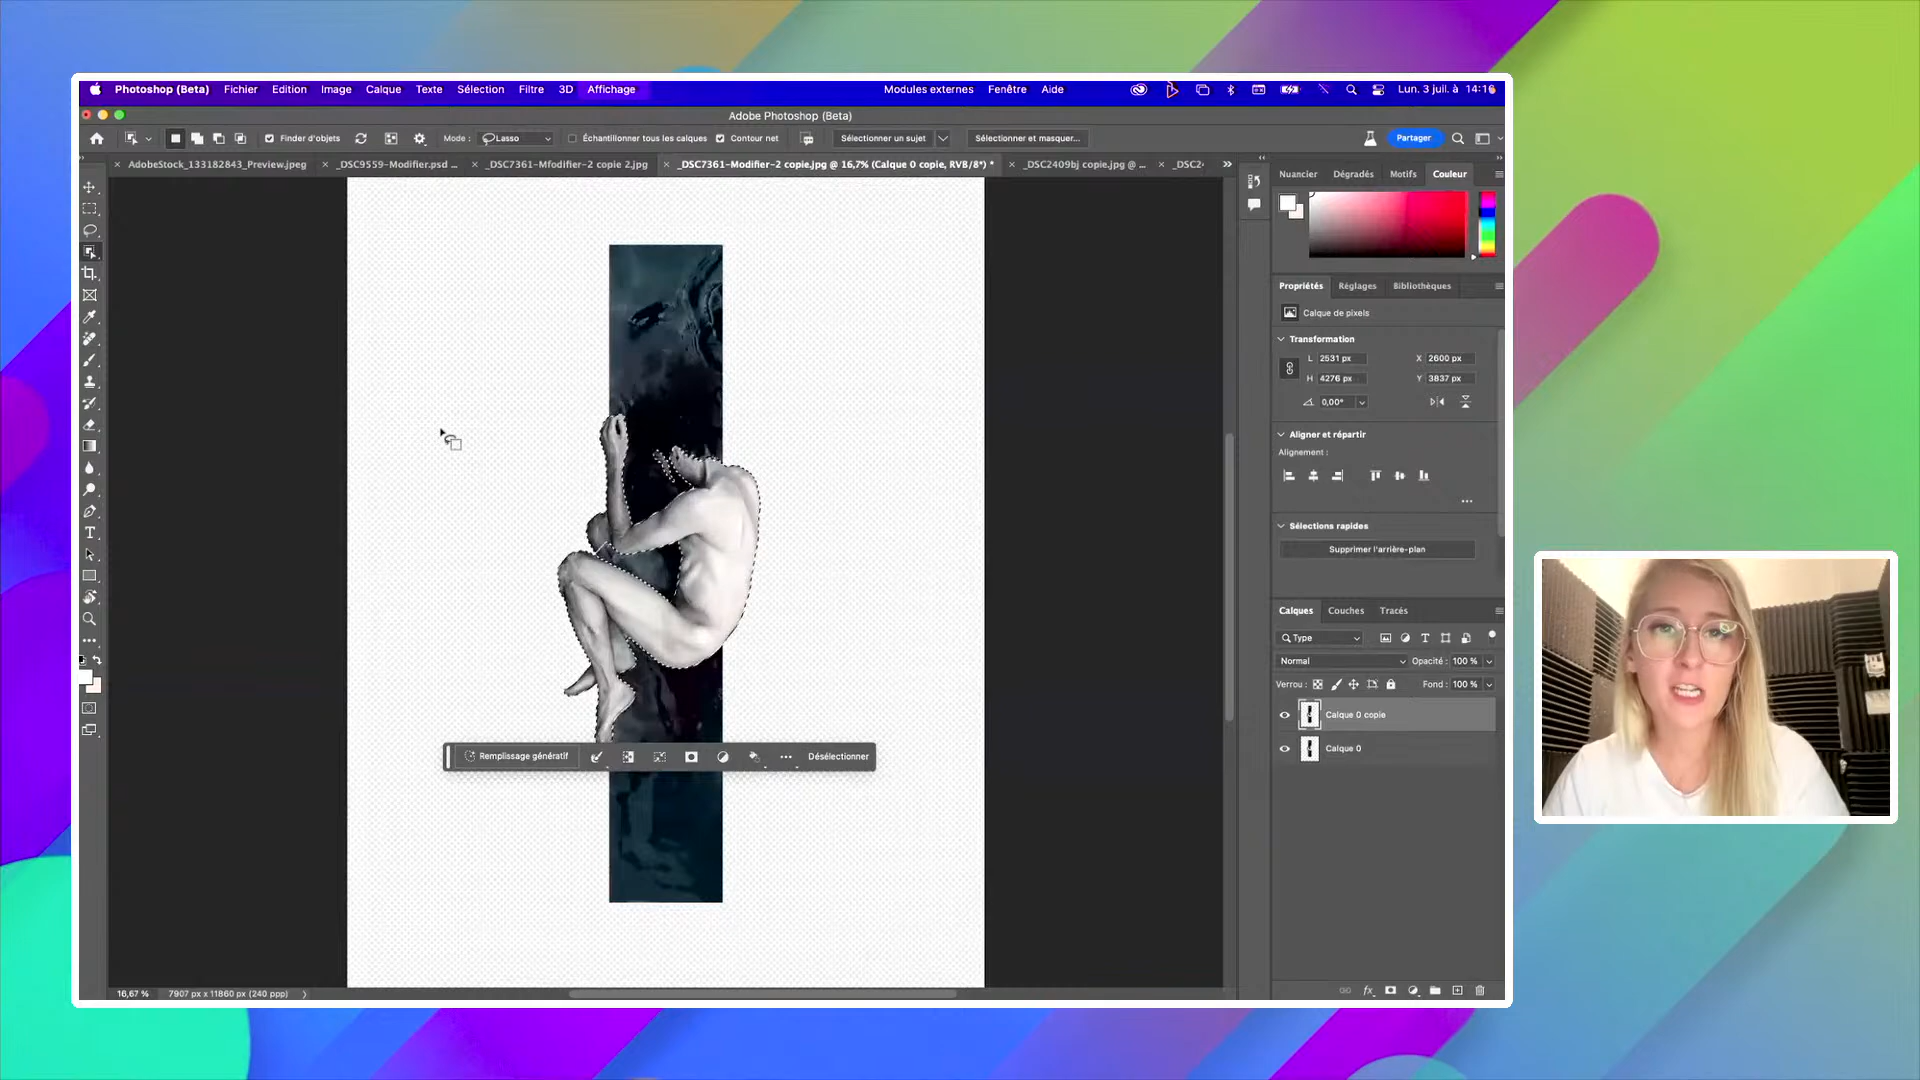 Photoshop (Beta) Fichier Edition Image Calque Texte Sélection Filtre 3D Affichage Modules externes Fenêtre Aide Lun. 3 juil. à 14:16
Adobe Photoshop (Beta)
Finder d'objets Mode : Lasso Échantillonner tous les calques Contour net Sélectionner un sujet Sélectionner et masquer... Partager
AdobeStock_133182843_Preview.jpeg _DSC9559-Modifier.psd ... _DSC7361-Mfodifier-2 copie 2.jpg _DSC7361-Modifier-2 copie.jpg @ 16,7% (Calque 0 copie, RVB/8*) * _DSC2409bj copie.jpg @ ... _DSC2
Nuancier Dégradés Motifs Couleur
Propriétés Réglages Bibliothèques
Calque de pixels
Transformation
L 2531 px X 2600 px
H 4276 px Y 3837 px
0,00°
Aligner et répartir
Alignement :
Sélections rapides
Supprimer l'arrière-plan
Calques Couches Tracés
Type
Normal Opacité : 100 %
Verrou : Fond : 100 %
Calque 0 copie
Calque 0
Remplissage génératif Désélectionner
16,67 % 7907 px x 11860 px (240 ppp)